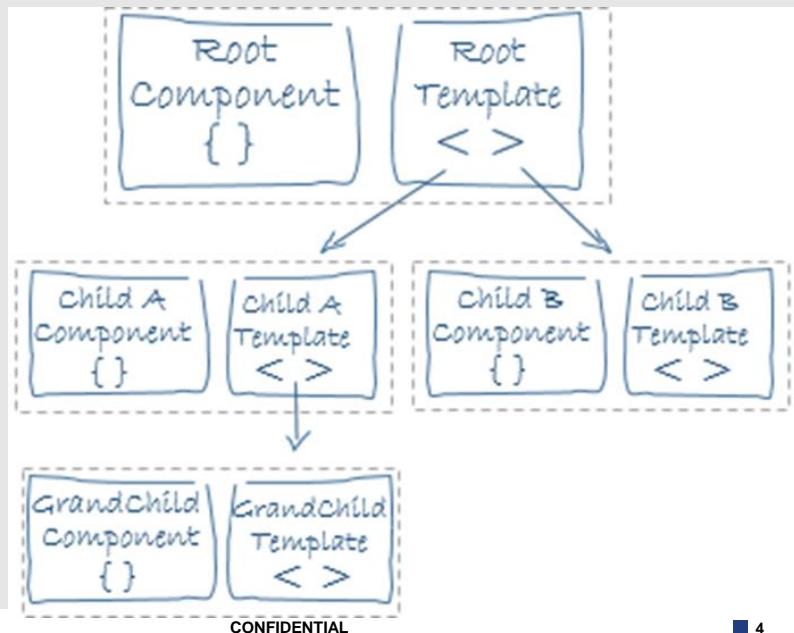 Root
Component
{ }
Root
Template
< >
Child A
Component
{ }
Child A
Template
< >
Child B
Component
{ }
Child B
Template
< >
GrandChild
Component
{ }
GrandChild
Template
< >
CONFIDENTIAL
4